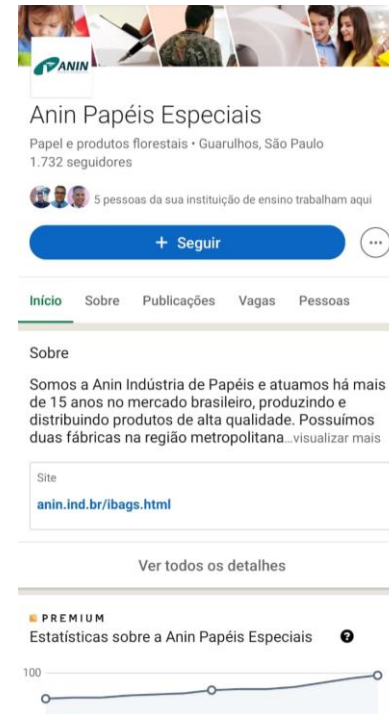 ANIN
Anin Papéis Especiais
Papel e produtos florestais • Guarulhos, São Paulo
1.732 seguidores
5 pessoas da sua instituição de ensino trabalham aqui
+ Seguir
Início Sobre Publicações Vagas Pessoas
Sobre
Somos a Anin Indústria de Papéis e atuamos há mais
de 15 anos no mercado brasileiro, produzindo e
distribuindo produtos de alta qualidade. Possuímos
duas fábricas na região metropolitana...visualizar mais
Site
anin.ind.br/ibags.html
Ver todos os detalhes
PREMIUM
Estatísticas sobre a Anin Papéis Especiais ?
100